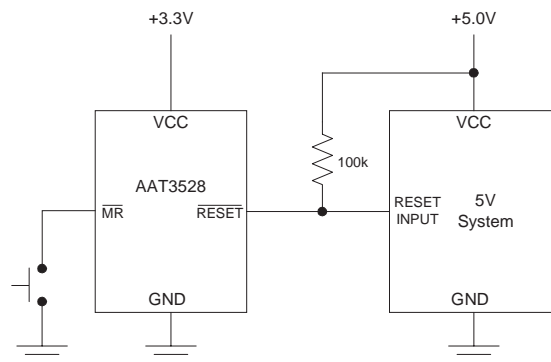 +3.3V
+5.0V
VCC
VCC
100k
AAT3528
MR
RESET
RESET
INPUT
5V
System
GND
GND